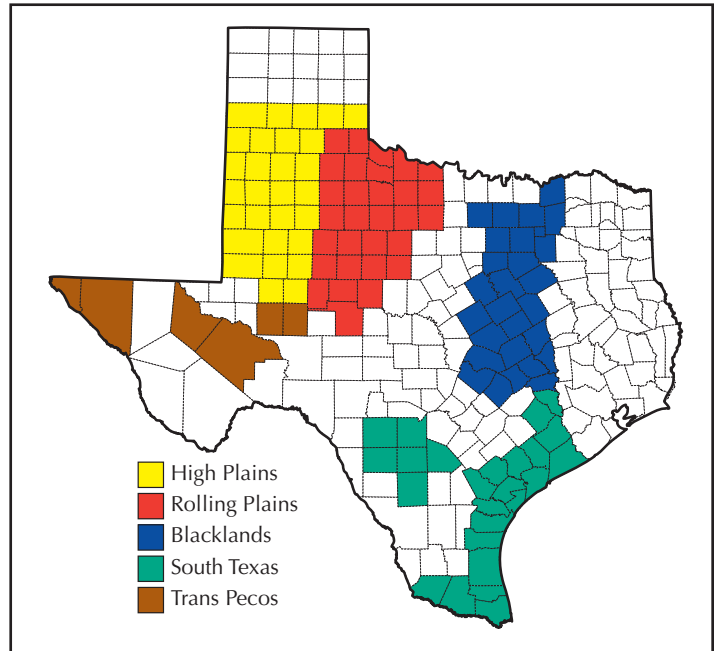 High Plains
Rolling Plains
Blacklands
South Texas
Trans Pecos